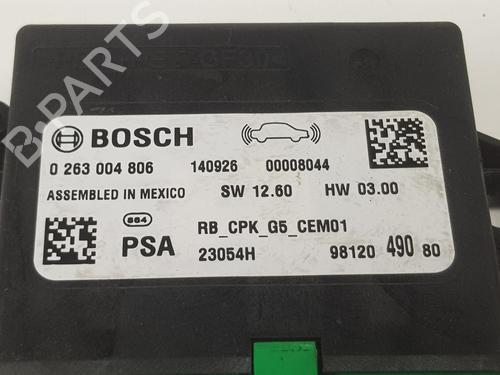 B-PARTS
BOSCH
0 263 004 806 140926 00008044
ASSEMBLED IN MEXICO SW 12.60 HW 03.00
564 RB_CPK_G5_CEM01
PSA 23054H 98120 490 80